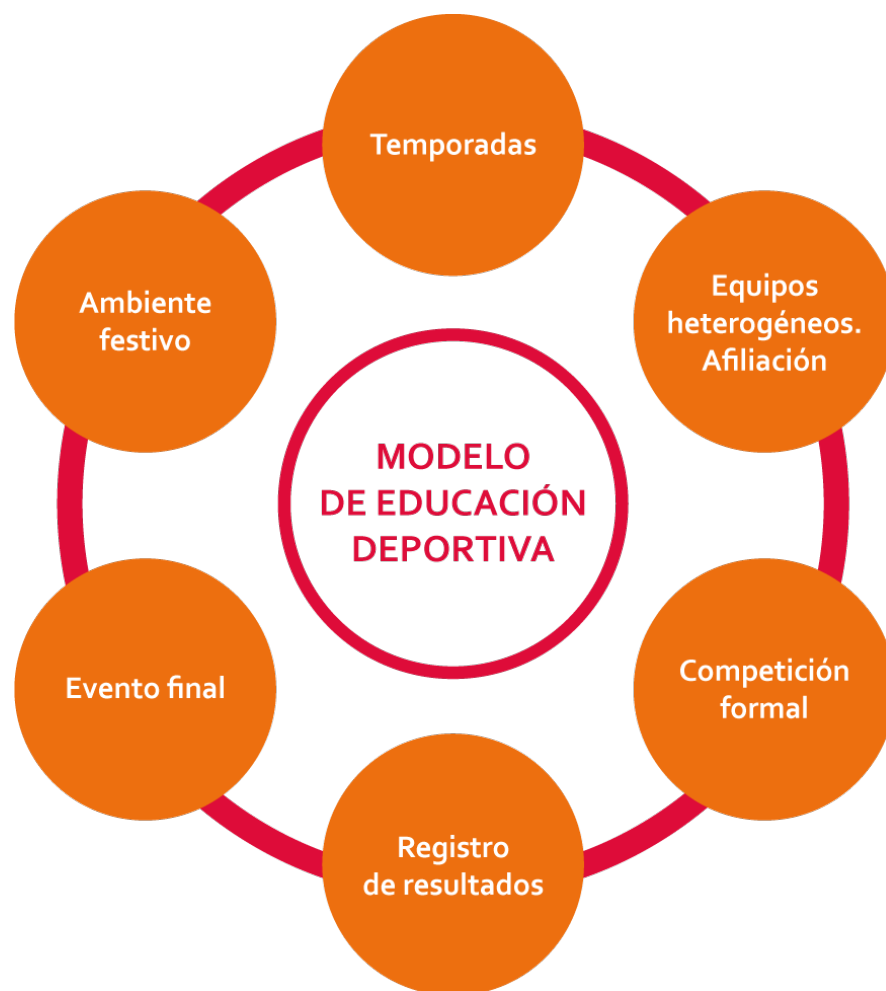 Temporadas
Equipos
heterogéneos.
Afiliación
Competición
formal
Registro
de resultados
Evento final
Ambiente
festivo
MODELO
DE EDUCACIÓN
DEPORTIVA